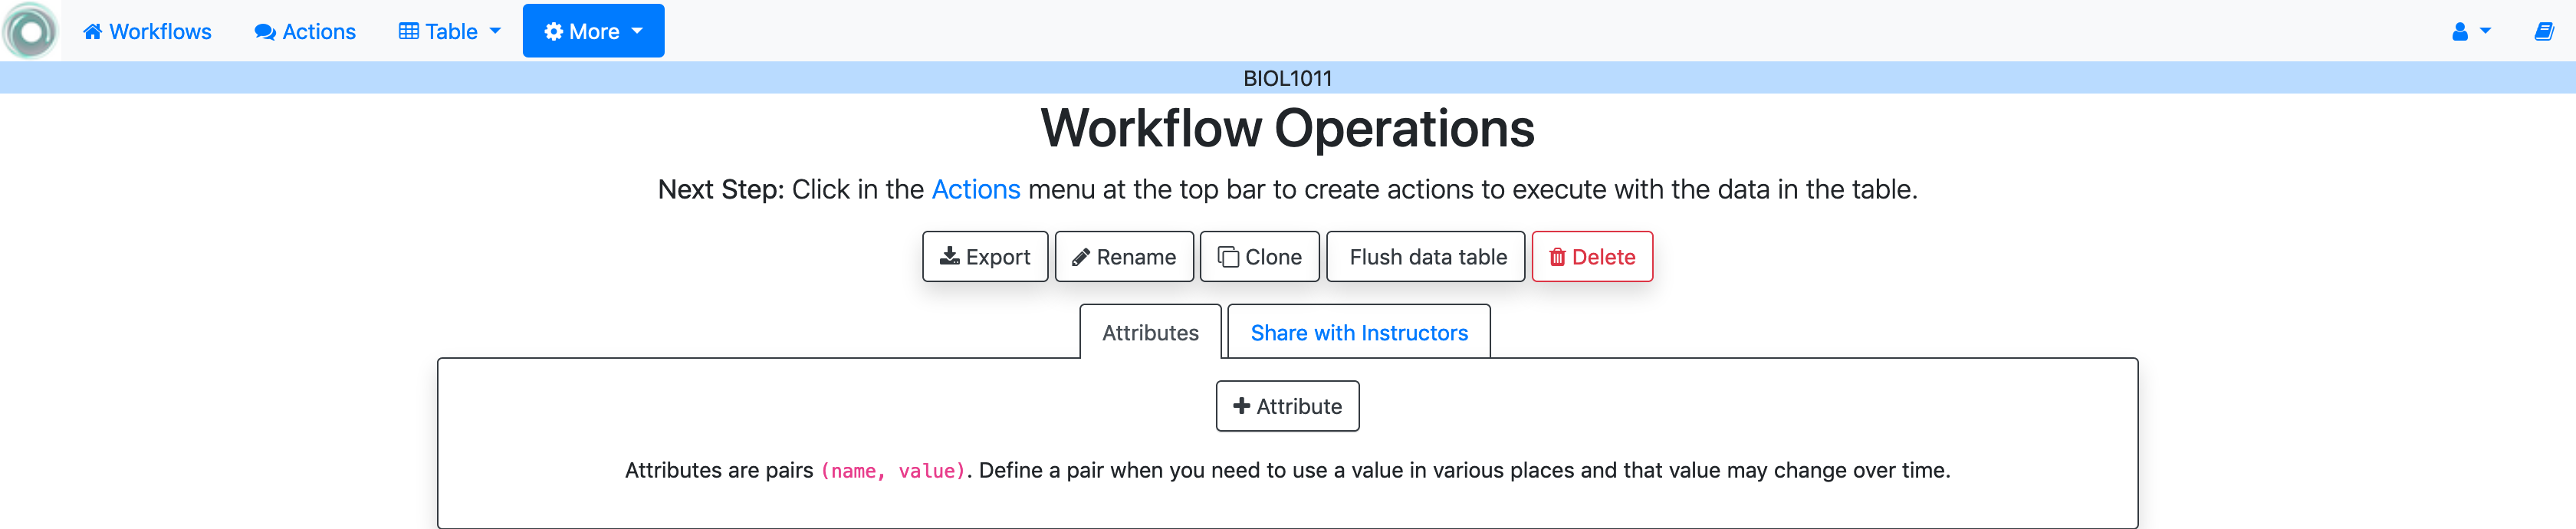 Workflows Actions Table More
BIOL1011
Workflow Operations
Next Step: Click in the Actions menu at the top bar to create actions to execute with the data in the table.
Export Rename Clone Flush data table Delete
Attributes Share with Instructors
Attribute
Attributes are pairs (name, value). Define a pair when you need to use a value in various places and that value may change over time.